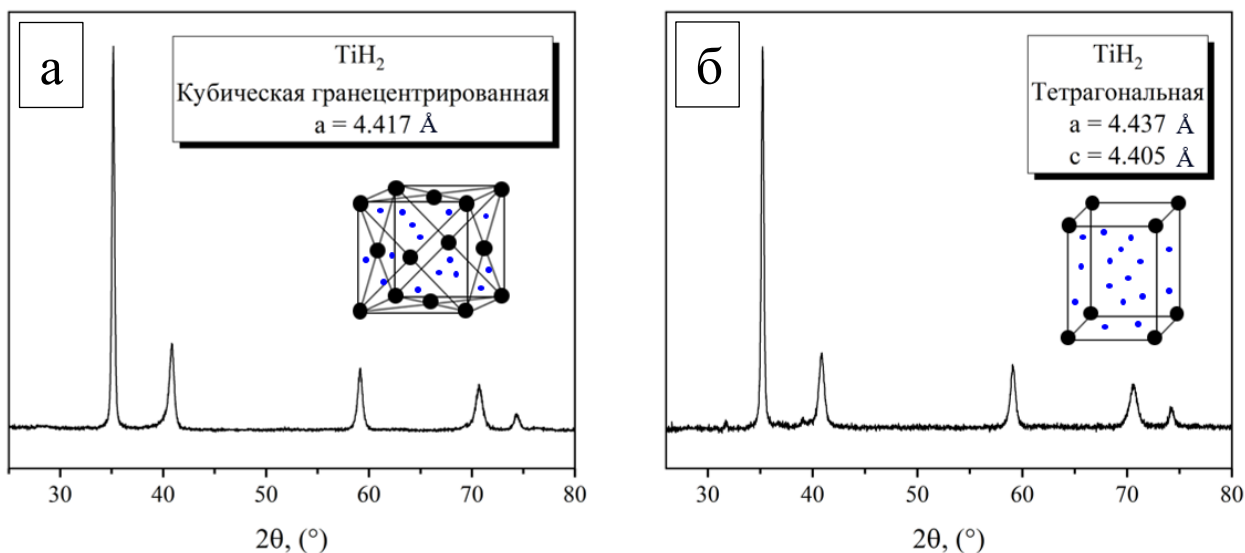 а
TiH₂
Кубическая гранецентрированная
a = 4.417 Å
30 40 50 60 70 80
2θ, (°)
б
TiH₂
Тетрагональная
a = 4.437 Å
c = 4.405 Å
30 40 50 60 70 80
2θ, (°)